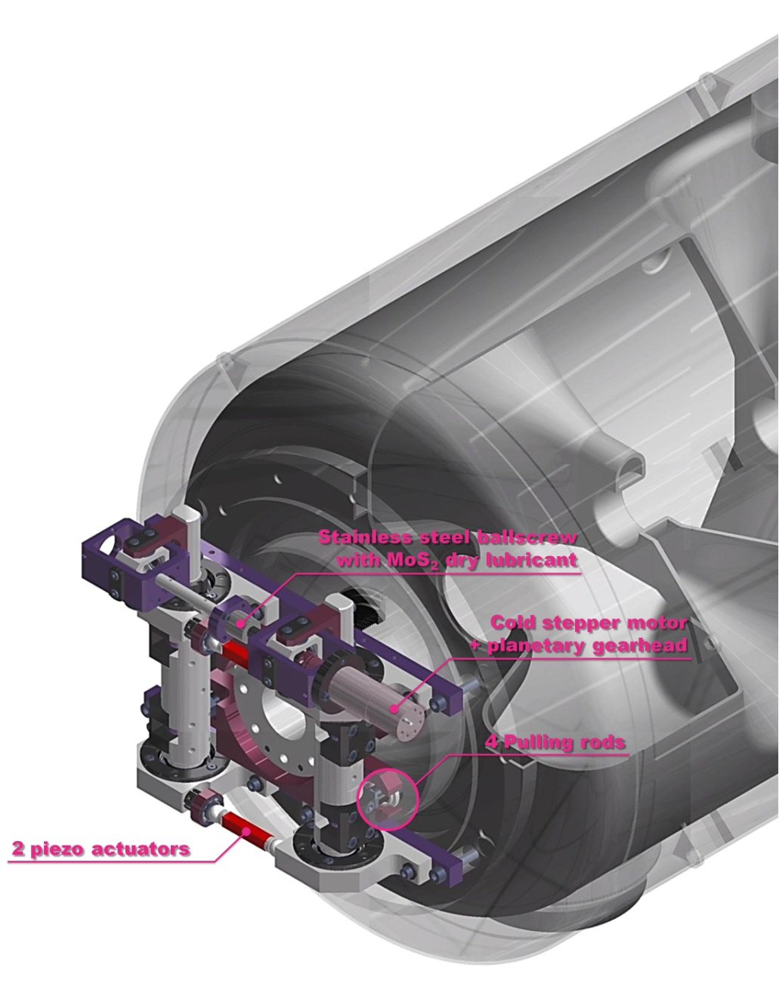 Stainless steel ballscrew
with MoS₂ dry lubricant
Cold stepper motor
+ planetary gearhead
4 Pulling rods
2 piezo actuators